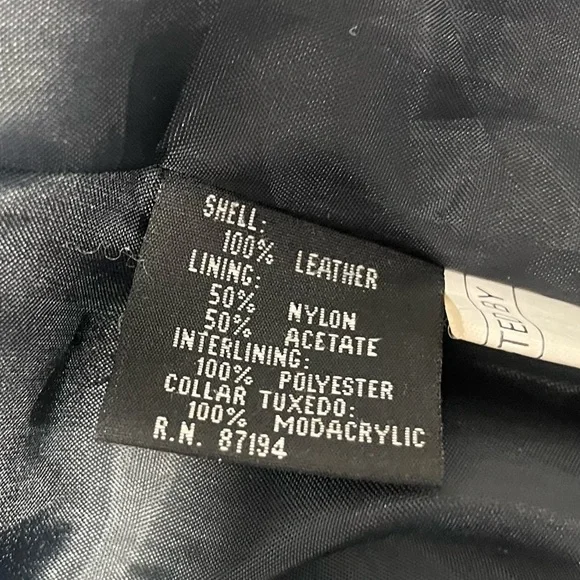 SHELL:
100% LEATHER
LINING:
50% NYLON
50% ACETATE
INTERLINING:
100% POLYESTER
COLLAR TUXEDO:
100% MODACRYLIC
R.N. 87194
TEDDY